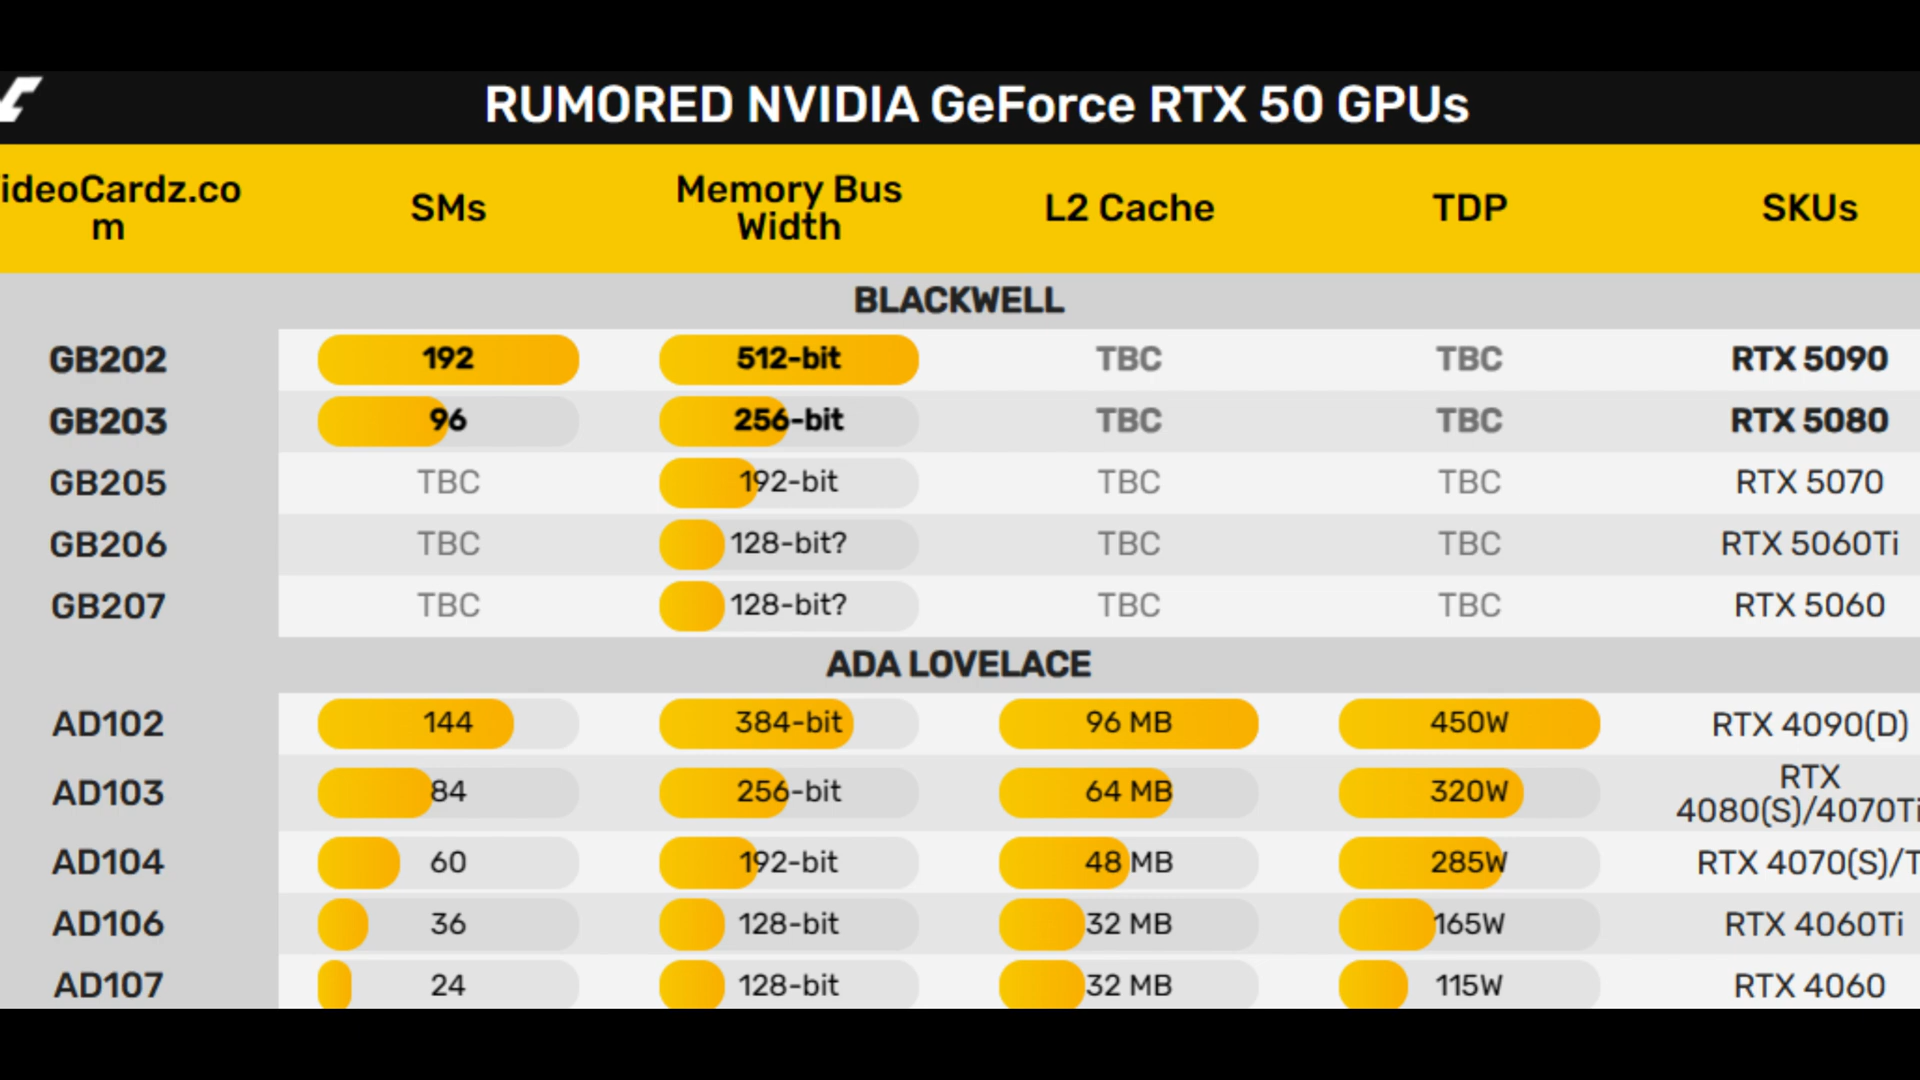 RUMORED NVIDIA GeForce RTX 50 GPUs
ideoCardz.co
m
SMs
Memory Bus
Width
L2 Cache
TDP
SKUs
BLACKWELL
GB202 192 512-bit TBC TBC RTX 5090
GB203 96 256-bit TBC TBC RTX 5080
GB205 TBC 192-bit TBC TBC RTX 5070
GB206 TBC 128-bit? TBC TBC RTX 5060Ti
GB207 TBC 128-bit? TBC TBC RTX 5060
ADA LOVELACE
AD102 144 384-bit 96 MB 450W RTX 4090(D)
AD103 84 256-bit 64 MB 320W RTX
4080(S)/4070Ti
AD104 60 192-bit 48 MB 285W RTX 4070(S)/T
AD106 36 128-bit 32 MB 165W RTX 4060Ti
AD107 24 128-bit 32 MB 115W RTX 4060